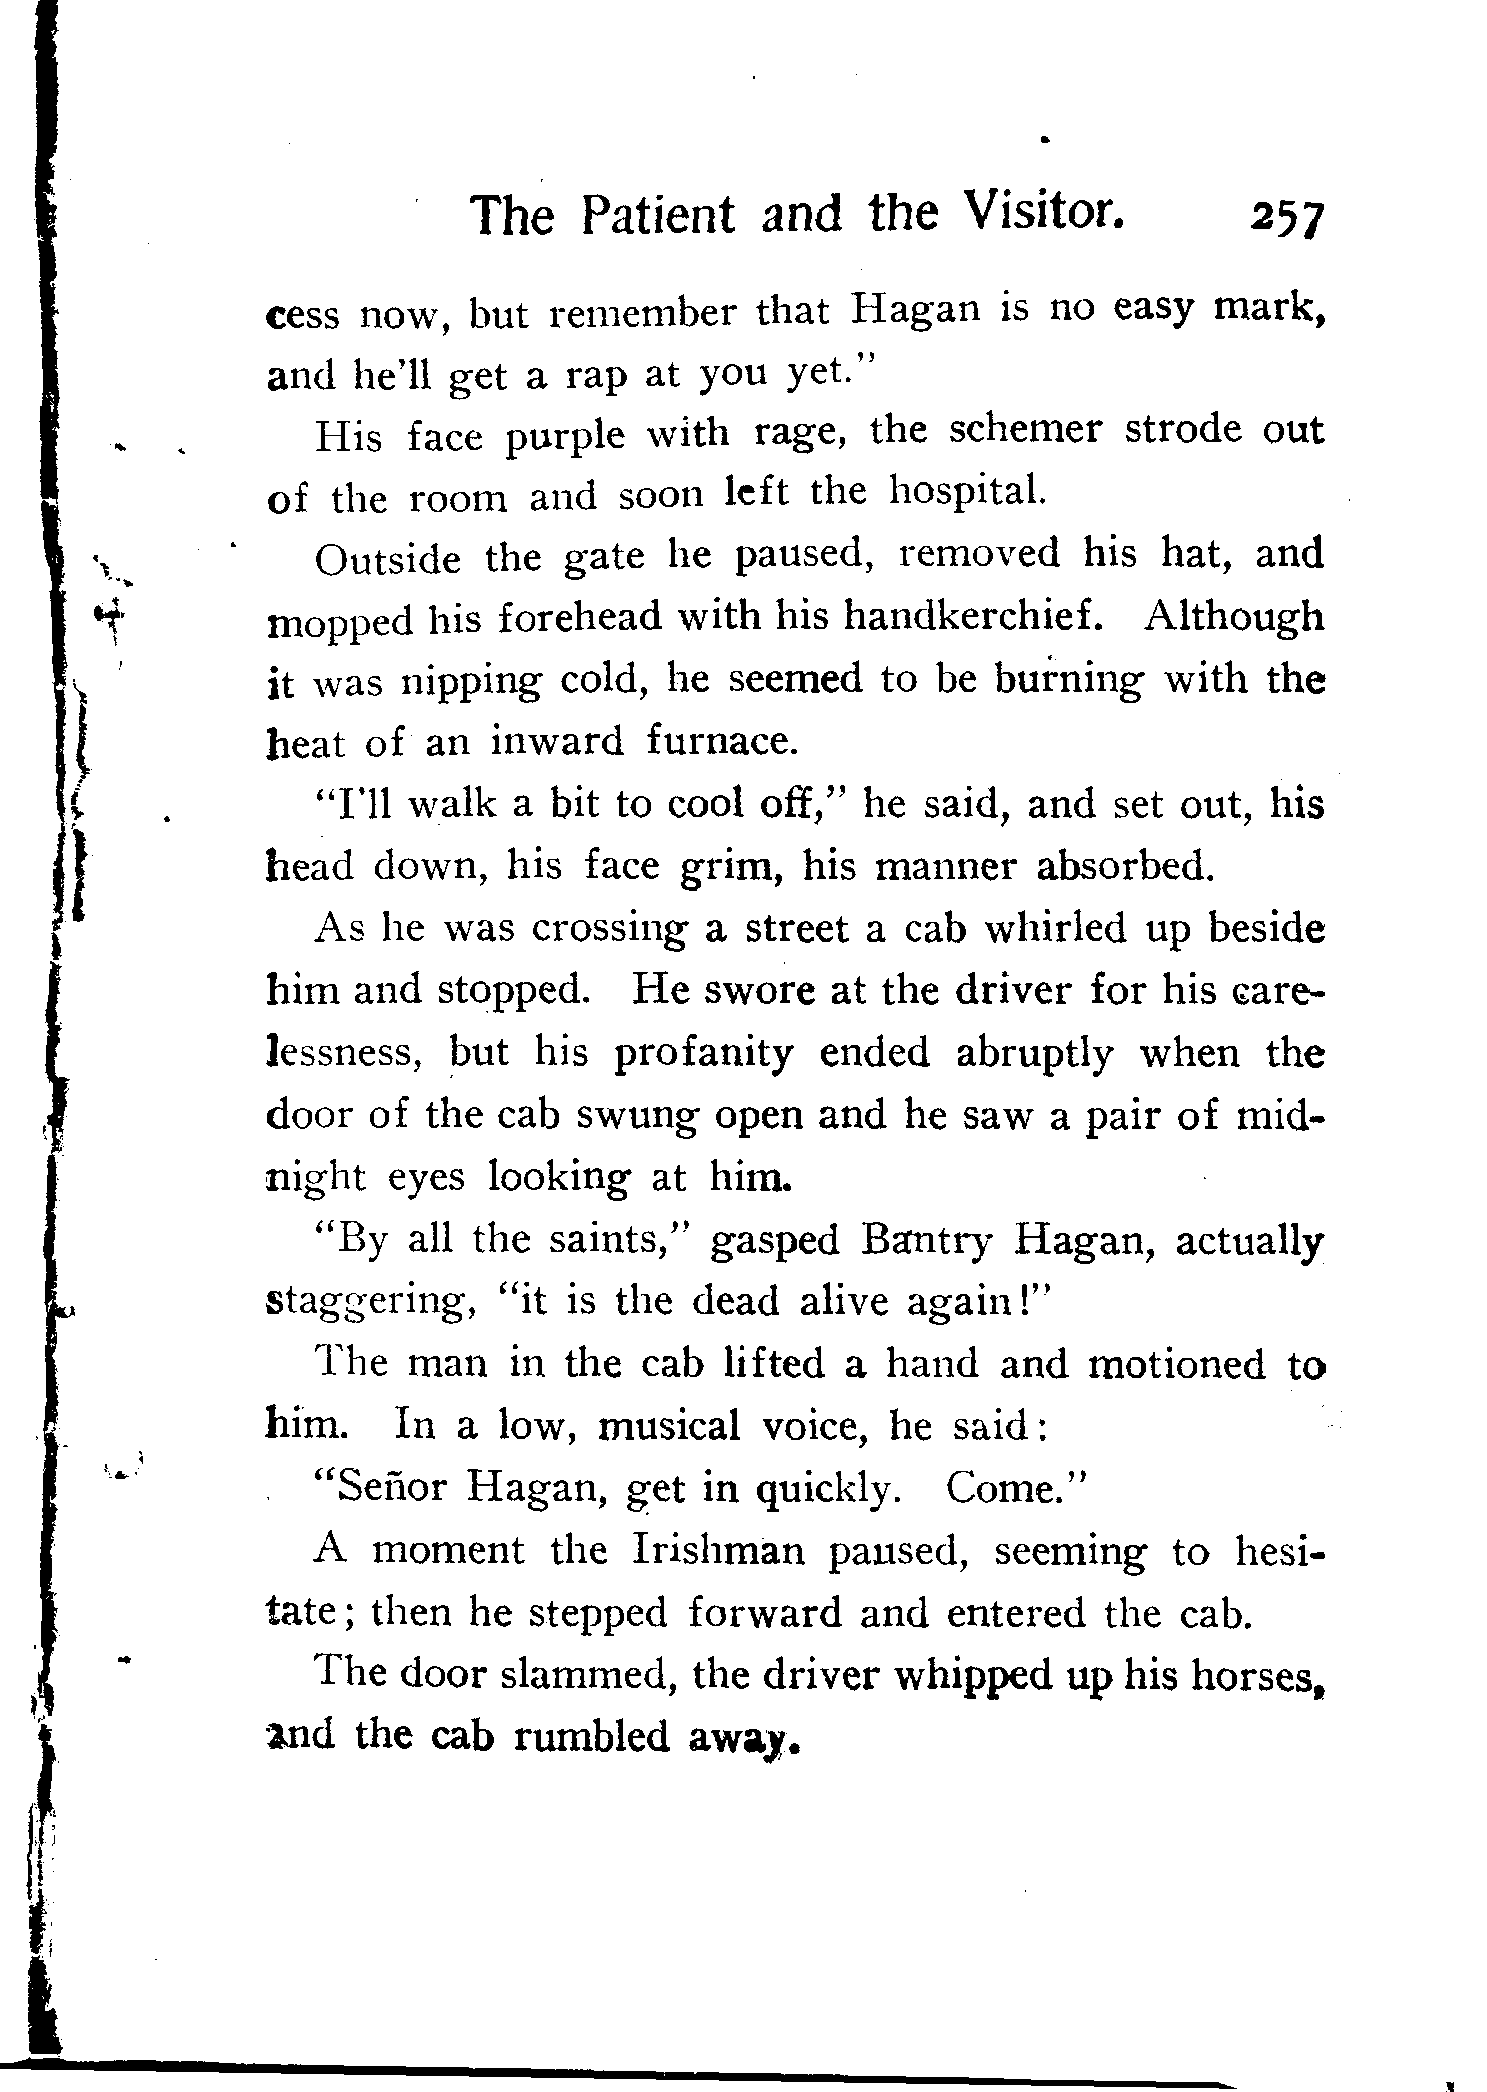 The Patient and the Visitor. 257
cess now, but remember that Hagan is no easy mark,
and he'll get a rap at you yet."
His face purple with rage, the schemer strode out
of the room and soon left the hospital.
Outside the gate he paused, removed his hat, and
mopped his forehead with his handkerchief. Although
it was nipping cold, he seemed to be burning with the
heat of an inward furnace.
"I'll walk a bit to cool off," he said, and set out, his
head down, his face grim, his manner absorbed.
As he was crossing a street a cab whirled up beside
him and stopped. He swore at the driver for his care-
lessness, but his profanity ended abruptly when the
door of the cab swung open and he saw a pair of mid-
night eyes looking at him.
"By all the saints," gasped Bantry Hagan, actually
staggering, "it is the dead alive again!"
The man in the cab lifted a hand and motioned to
him. In a low, musical voice, he said:
"Señor Hagan, get in quickly. Come."
A moment the Irishman paused, seeming to hesi-
tate; then he stepped forward and entered the cab.
The door slammed, the driver whipped up his horses,
and the cab rumbled away.